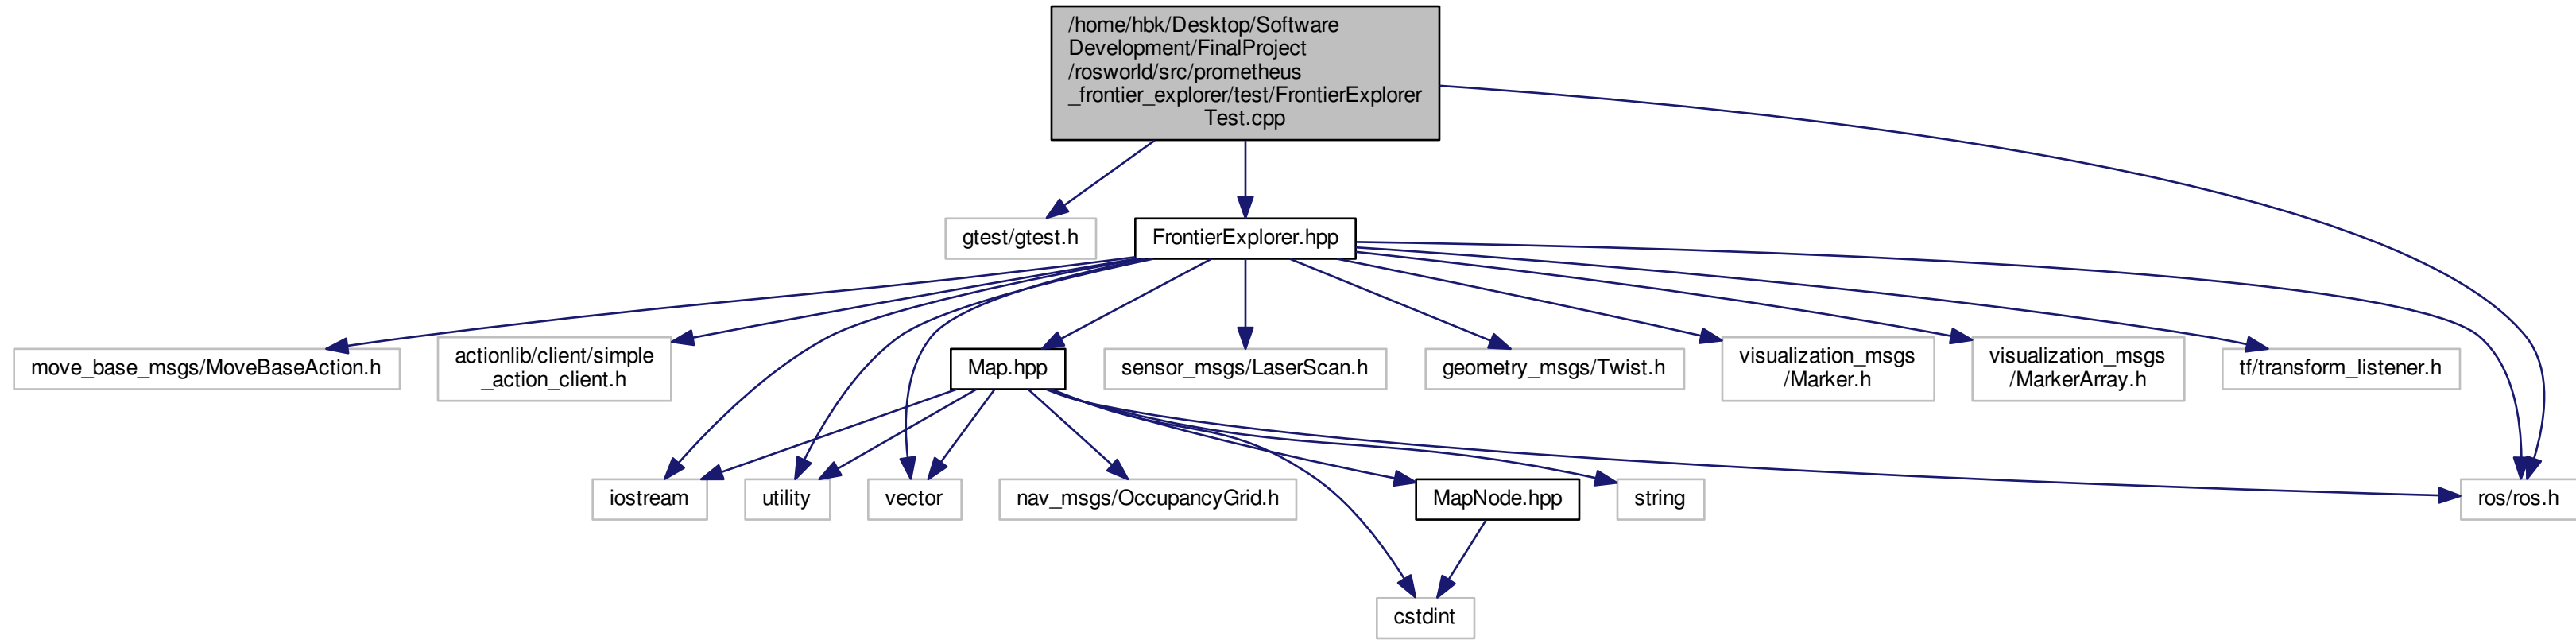 /home/hbk/Desktop/Software
Development/FinalProject
/rosworld/src/prometheus
_frontier_explorer/test/FrontierExplorer
Test.cpp
gtest/gtest.h
FrontierExplorer.hpp
move_base_msgs/MoveBaseAction.h
actionlib/client/simple
_action_client.h
Map.hpp
sensor_msgs/LaserScan.h
geometry_msgs/Twist.h
visualization_msgs
/Marker.h
visualization_msgs
/MarkerArray.h
tf/transform_listener.h
iostream
utility
vector
nav_msgs/OccupancyGrid.h
MapNode.hpp
string
ros/ros.h
cstdint